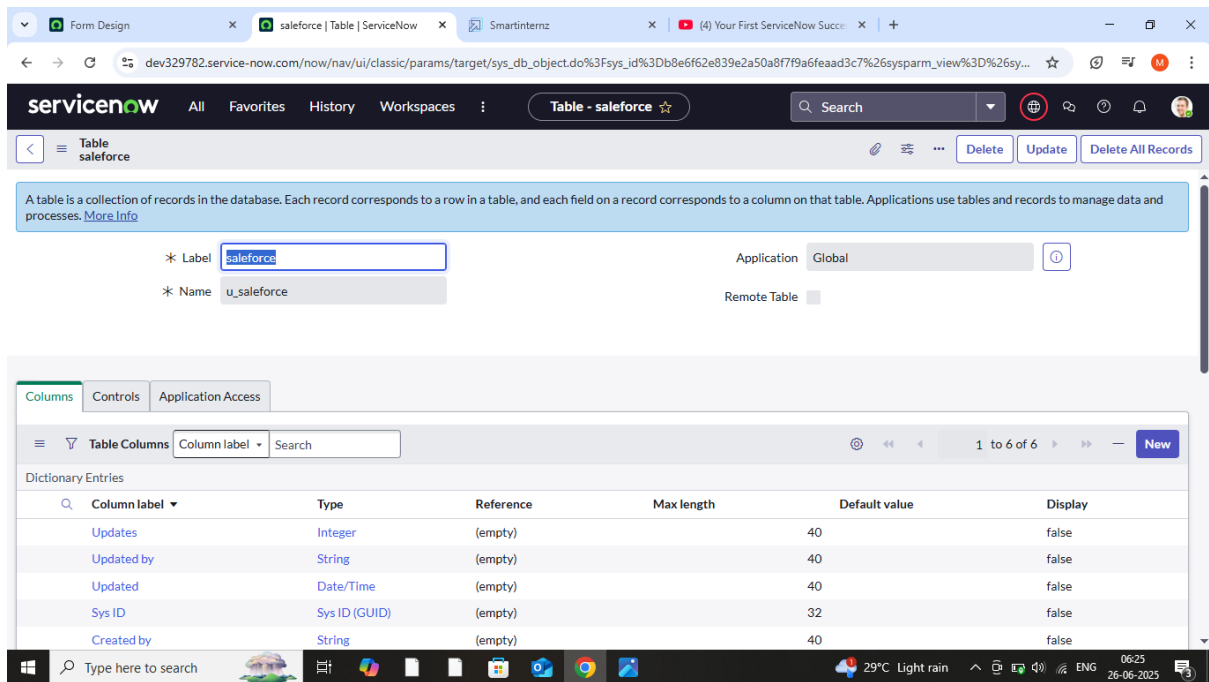 Form Design
saleforce | Table | ServiceNow
Smartinternz
(4) Your First ServiceNow Succe
dev329782.service-now.com/now/nav/ui/classic/params/target/sys_db_object.do%3Fsys_id%3Db8e6f62e839e2a50a8f7f9a6feaad3c7%26sysparm_view%3D%26sy...
M
servicenow All Favorites History Workspaces Table - saleforce Search
Table
saleforce
Delete Update Delete All Records
A table is a collection of records in the database. Each record corresponds to a row in a table, and each field on a record corresponds to a column on that table. Applications use tables and records to manage data and
processes. More Info
Label saleforce Application Global
Name u_saleforce Remote Table
Columns Controls Application Access
Table Columns Column label Search 1 to 6 of 6 New
Dictionary Entries
Column label Type Reference Max length Default value Display
Updates Integer (empty) 40 false
Updated by String (empty) 40 false
Updated Date/Time (empty) 40 false
Sys ID Sys ID (GUID) (empty) 32 false
Created by String (empty) 40 false
Type here to search 1 29°C Light rain ENG 06:25
26-06-2025 3